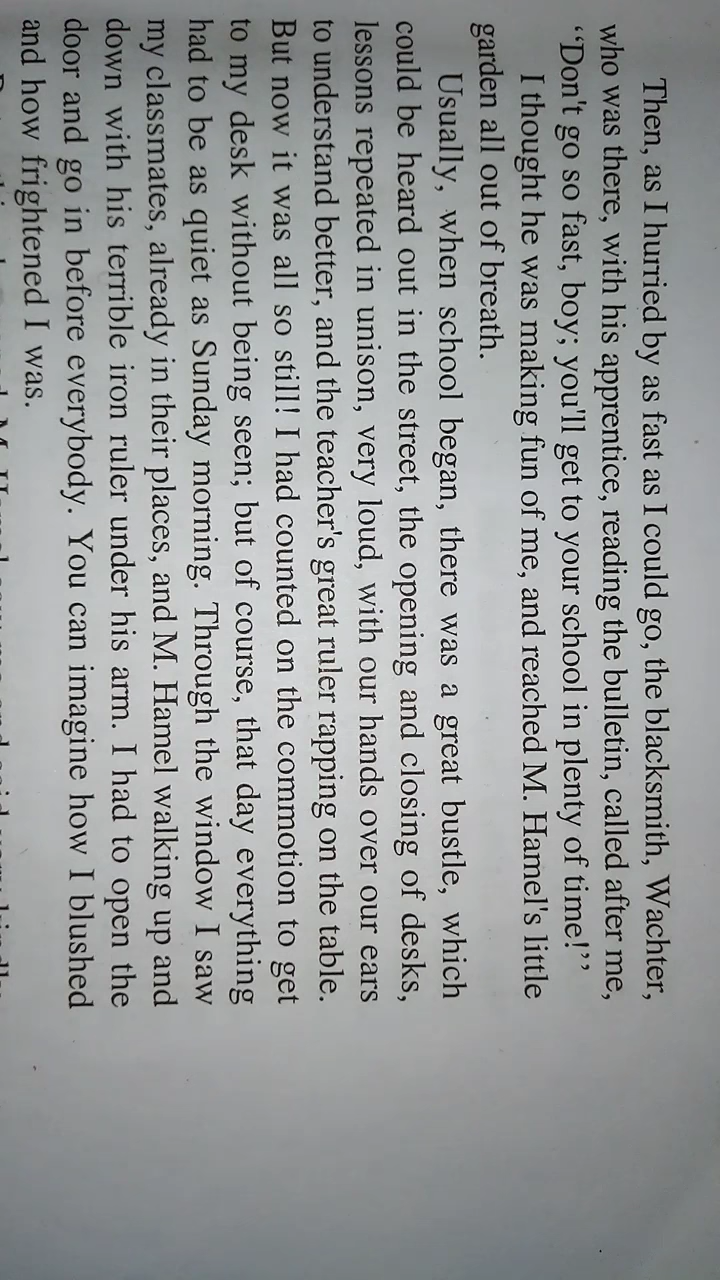 Then, as I hurried by as fast as I could go, the blacksmith, Wachter,
who was there, with his apprentice, reading the bulletin, called after me,
“Don't go so fast, boy; you'll get to your school in plenty of time!”
I thought he was making fun of me, and reached M. Hamel's little
garden all out of breath.
Usually, when school began, there was a great bustle, which
could be heard out in the street, the opening and closing of desks,
lessons repeated in unison, very loud, with our hands over our ears
to understand better, and the teacher's great ruler rapping on the table.
But now it was all so still! I had counted on the commotion to get
to my desk without being seen; but of course, that day everything
had to be as quiet as Sunday morning. Through the window I saw
my classmates, already in their places, and M. Hamel walking up and
down with his terrible iron ruler under his arm. I had to open the
door and go in before everybody. You can imagine how I blushed
and how frightened I was.